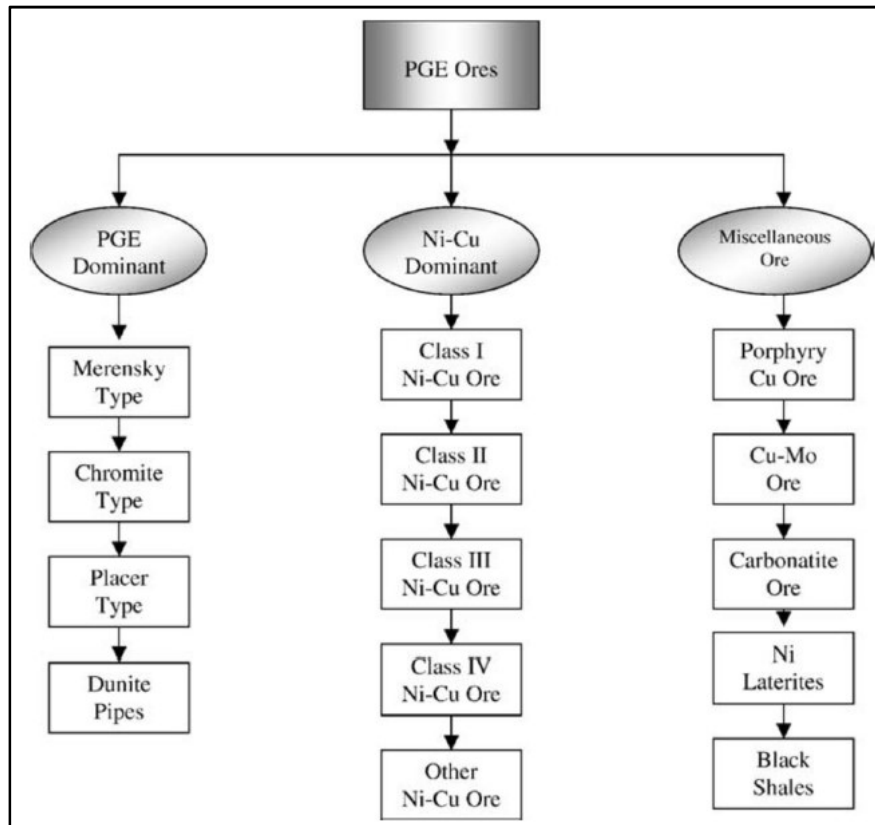 PGE Ores
PGE
Dominant
Ni-Cu
Dominant
Miscellaneous
Ore
Merensky
Type
Chromite
Type
Placer
Type
Dunite
Pipes
Class I
Ni-Cu Ore
Class II
Ni-Cu Ore
Class III
Ni-Cu Ore
Class IV
Ni-Cu Ore
Other
Ni-Cu Ore
Porphyry
Cu Ore
Cu-Mo
Ore
Carbonatite
Ore
Ni
Laterites
Black
Shales